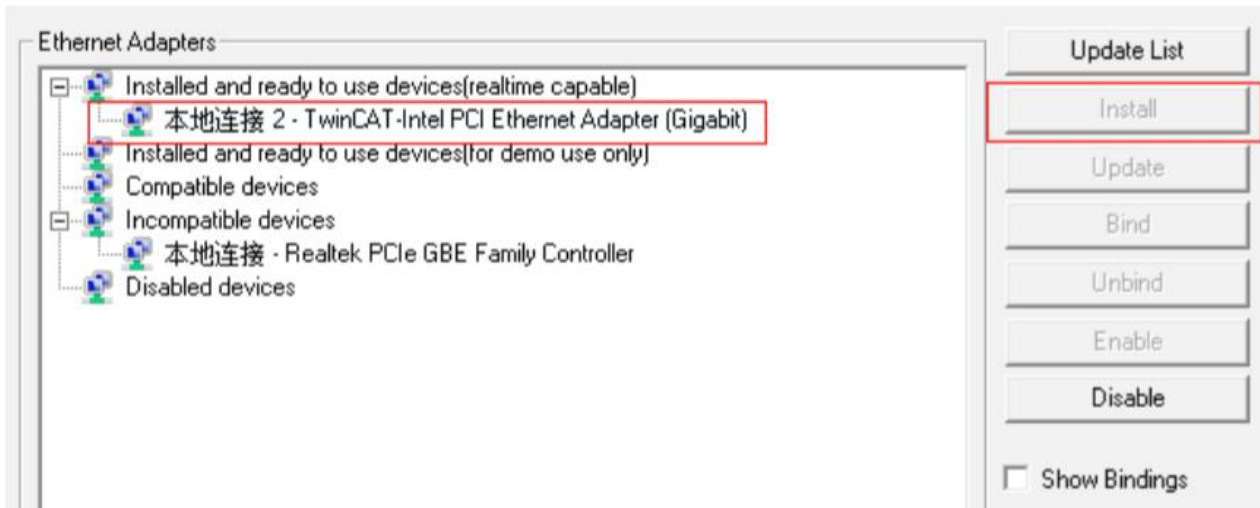 Ethernet Adapters
Installed and ready to use devices(realtime capable)
本地连接 2 - TwinCAT-Intel PCI Ethernet Adapter (Gigabit)
Installed and ready to use devices(for demo use only)
Compatible devices
Incompatible devices
本地连接 - Realtek PCIe GBE Family Controller
Disabled devices
Update List
Install
Update
Bind
Unbind
Enable
Disable
Show Bindings